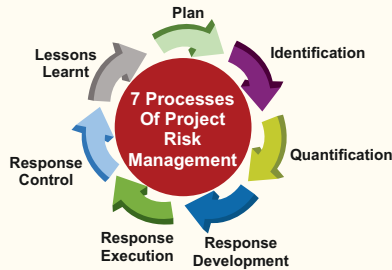 Plan
Identification
Quantification
Response
Development
Response
Execution
Response
Control
Lessons
Learnt
7 Processes
Of Project
Risk
Management